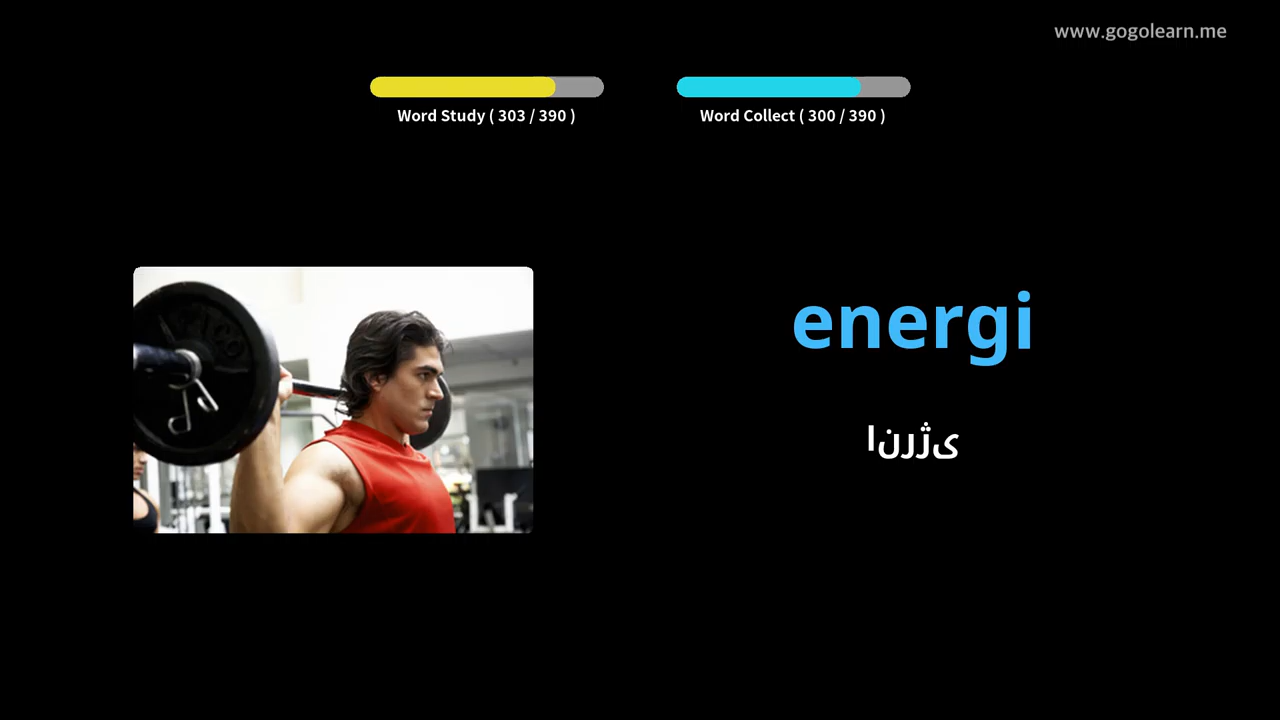 www.gogolearn.me
Word Study ( 303 / 390 )
Word Collect ( 300 / 390 )
energi
انرژی